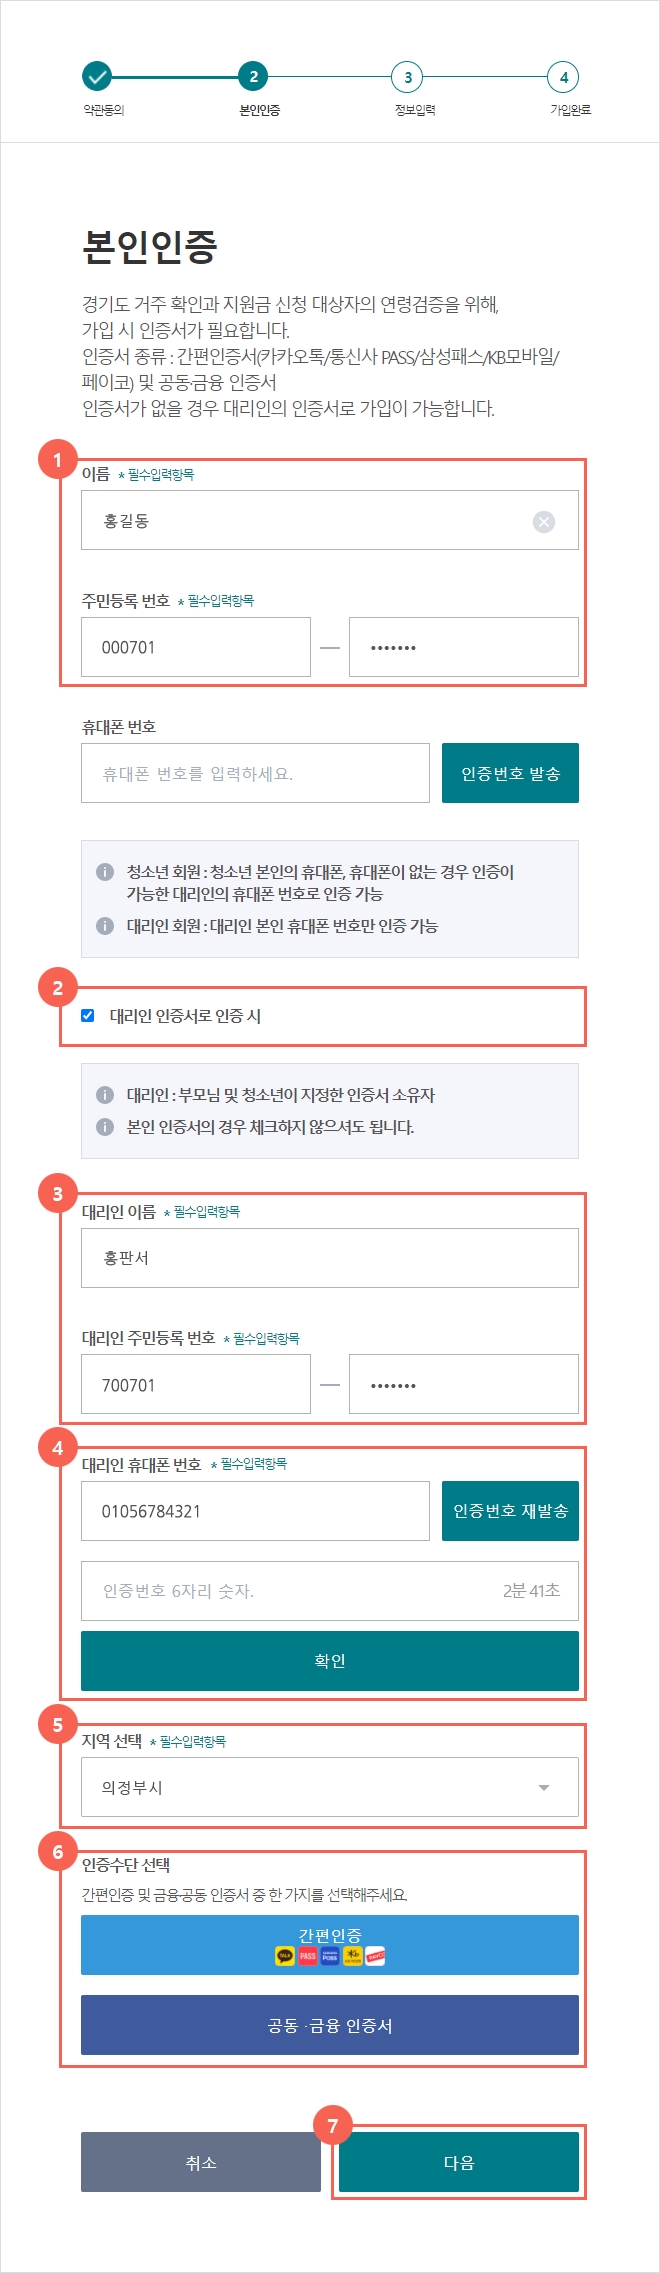 2
3
4
약관동의
본인인증
정보입력
가입완료
본인인증
경기도 거주 확인과 지원금 신청 대상자의 연령검증을 위해,
가입 시 인증서가 필요합니다.
인증서 종류 : 간편인증서(카카오톡/통신사 PASS/삼성패스/KB모바일/
페이코) 및 공동·금융 인증서
인증서가 없을 경우 대리인의 인증서로 가입이 가능합니다.
1
이름 * 필수입력항목
홍길동
주민등록 번호 * 필수입력항목
000701 — •••••••
휴대폰 번호
휴대폰 번호를 입력하세요. 인증번호 발송
청소년 회원 : 청소년 본인의 휴대폰, 휴대폰이 없는 경우 인증이
가능한 대리인의 휴대폰 번호로 인증 가능
대리인 회원 : 대리인 본인 휴대폰 번호만 인증 가능
2
대리인 인증서로 인증 시
대리인 : 부모님 및 청소년이 지정한 인증서 소유자
본인 인증서의 경우 체크하지 않으셔도 됩니다.
3
대리인 이름 * 필수입력항목
홍판서
대리인 주민등록 번호 * 필수입력항목
700701 — •••••••
4
대리인 휴대폰 번호 * 필수입력항목
01056784321 인증번호 재발송
인증번호 6자리 숫자. 2분 41초
확인
5
지역 선택 * 필수입력항목
의정부시
6
인증수단 선택
간편인증 및 금융·공동 인증서 중 한 가지를 선택해주세요.
간편인증
TALK PASS PASS Kb PAYCO
공동 ·금융 인증서
7
취소 다음